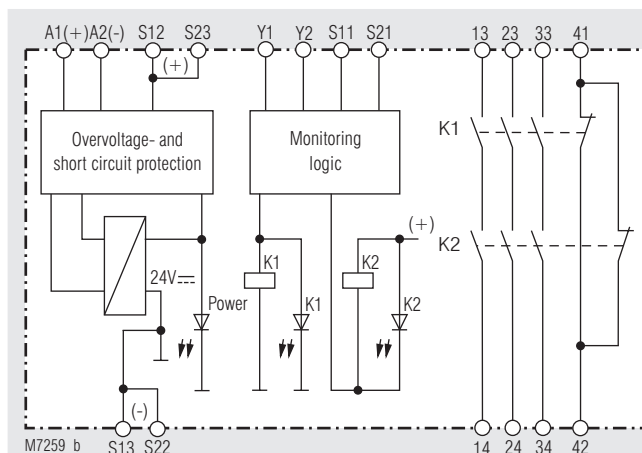 A1(+) A2(-) S12 S23 Y1 Y2 S11 S21 13 23 33 41
(+)
Overvoltage- and
short circuit protection
Monitoring
logic
K1
K2
(+)
24V
Power
K1
K1
K2
K2
(-)
M7259 b
S13 S22 14 24 34 42